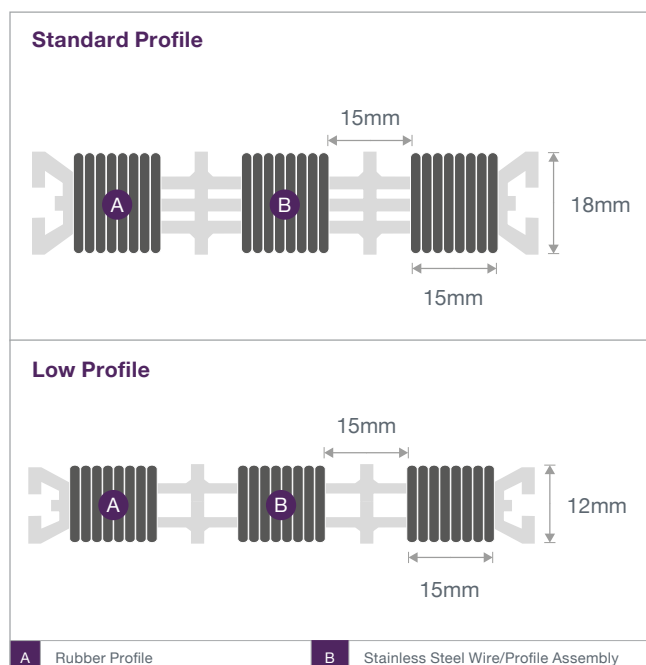 Standard Profile
15mm
A
B
18mm
15mm
Low Profile
15mm
A
B
12mm
15mm
A Rubber Profile B Stainless Steel Wire/Profile Assembly